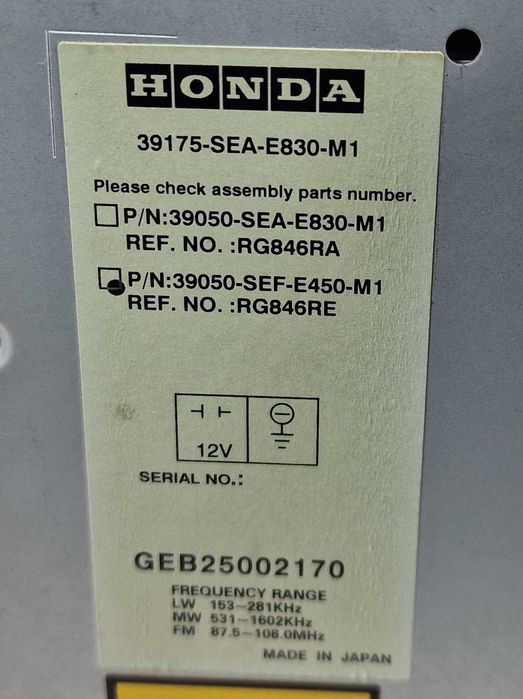 HONDA
39175-SEA-E830-M1
Please check assembly parts number.
P/N:39050-SEA-E830-M1
REF. NO. :RG846RA
P/N:39050-SEF-E450-M1
REF. NO. :RG846RE
12V
SERIAL NO.:
GEB25002170
FREQUENCY RANGE
LW 153~281KHz
MW 531~1602KHz
FM 87.5~108.0MHz
MADE IN JAPAN